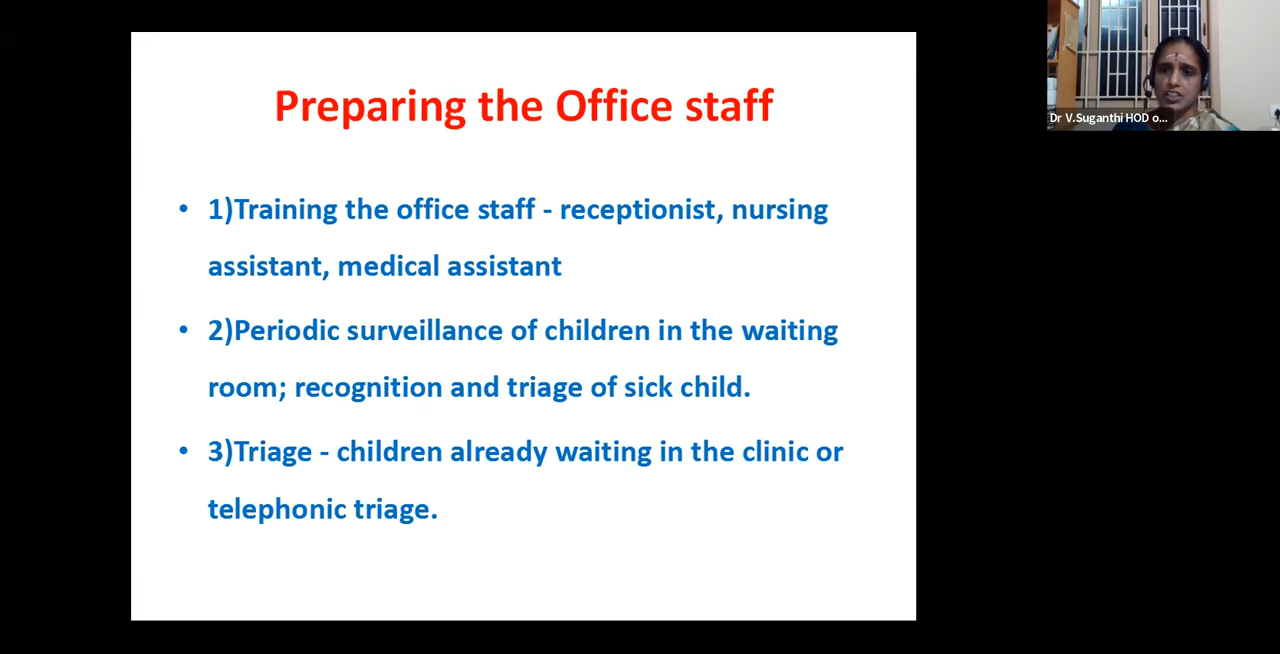 Preparing the Office staff
• 1)Training the office staff - receptionist, nursing
assistant, medical assistant
• 2)Periodic surveillance of children in the waiting
room; recognition and triage of sick child.
• 3)Triage - children already waiting in the clinic or
telephonic triage.
Dr V.Suganthi HOD o...